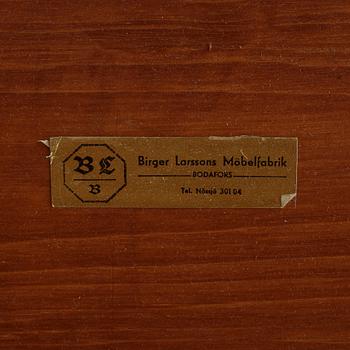 BL
B
Birger Larssons Möbelfabrik
BODAFORS
Tel. Nässjö 301 04